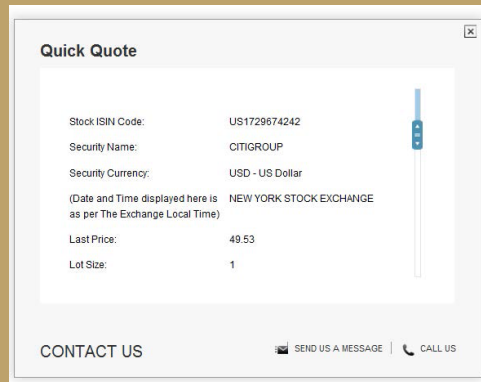 Quick Quote
Stock ISIN Code: US1729674242
Security Name: CITIGROUP
Security Currency: USD - US Dollar
(Date and Time displayed here is NEW YORK STOCK EXCHANGE
as per The Exchange Local Time)
Last Price: 49.53
Lot Size: 1
CONTACT US SEND US A MESSAGE CALL US